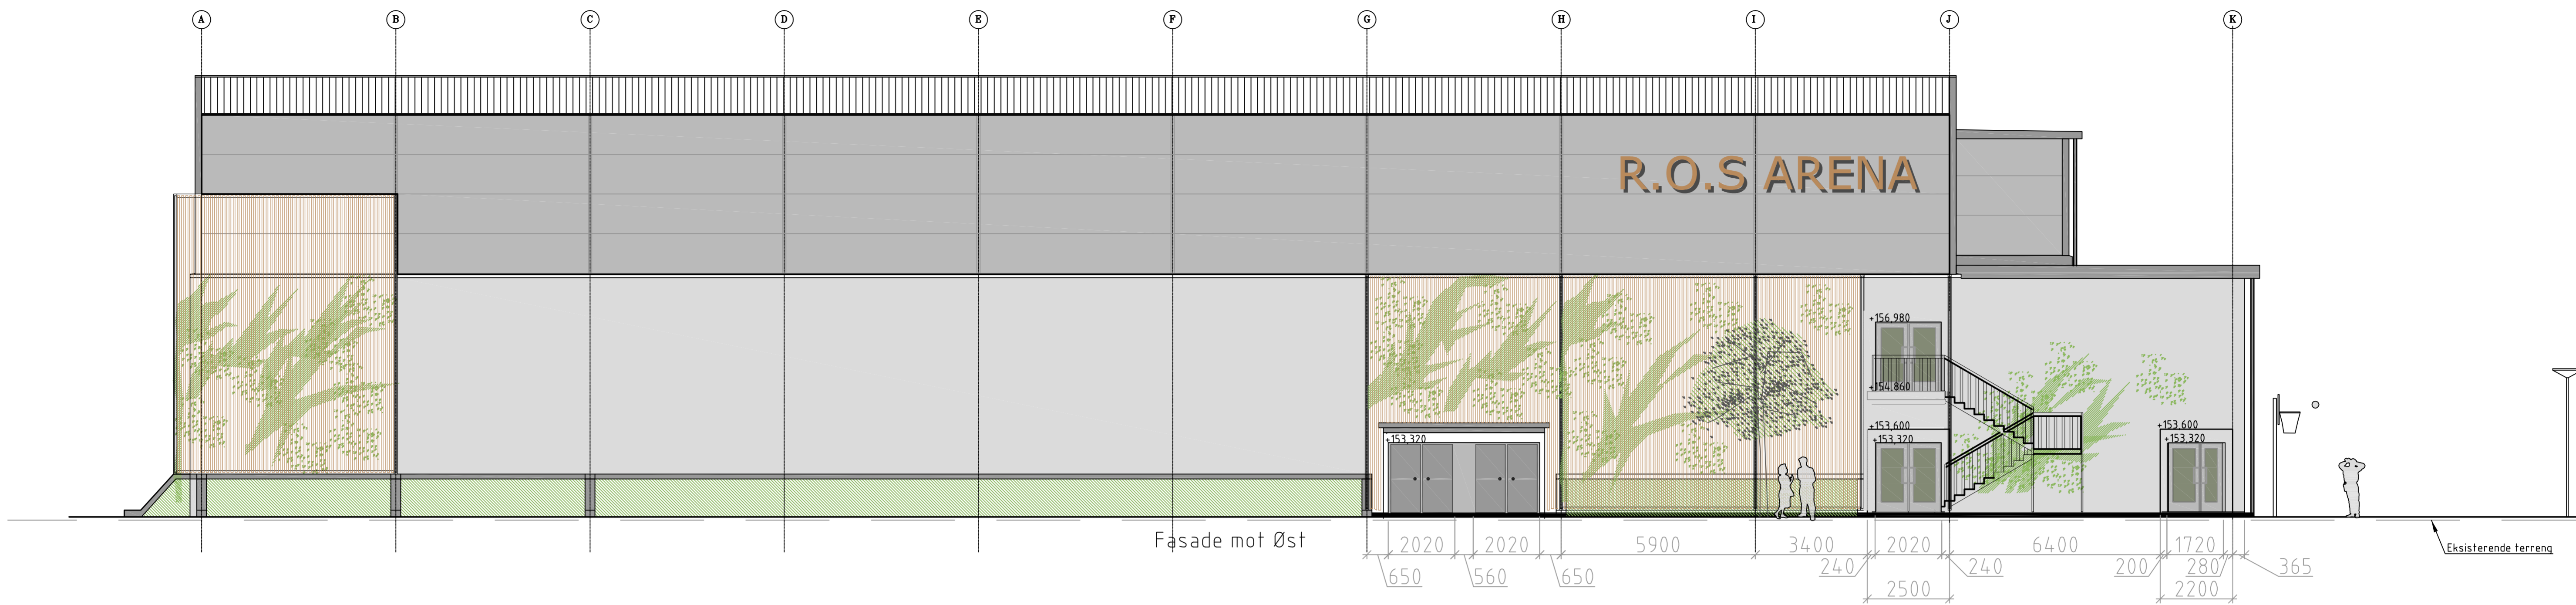 A B C D E F G H I J K
R.O.S ARENA
+156,980
+154,860
+153,320
+153,600
+153,320
+153,600
+153,320
Fasade mot Øst
2020 2020 5900 3400 2020 6400 1720
650 560 650 240 240 200 280 365
2500 2200
Eksisterende terreng